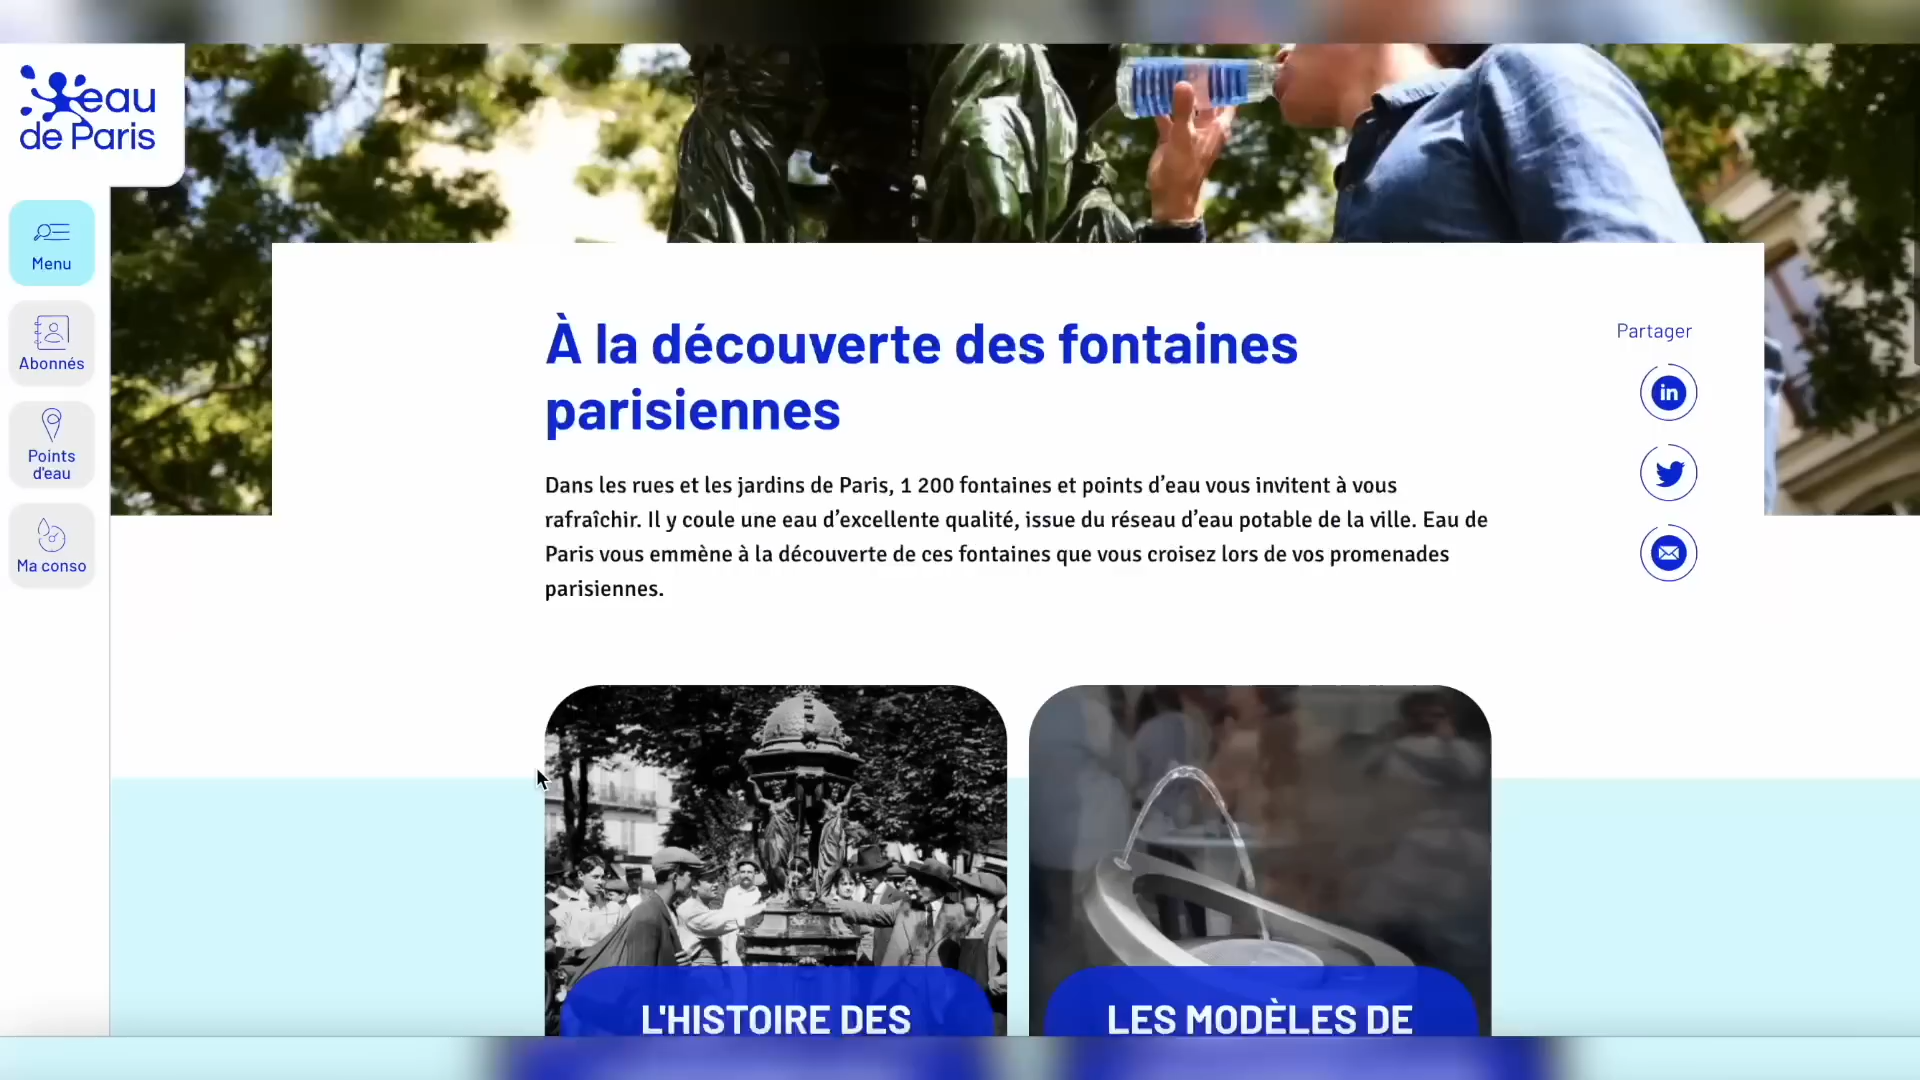 eau
de Paris
Menu
Abonnés
Points
d'eau
Ma conso
À la découverte des fontaines
parisiennes
Dans les rues et les jardins de Paris, 1 200 fontaines et points d’eau vous invitent à vous
rafraîchir. Il y coule une eau d’excellente qualité, issue du réseau d’eau potable de la ville. Eau de
Paris vous emmène à la découverte de ces fontaines que vous croisez lors de vos promenades
parisiennes.
Partager
in
L'HISTOIRE DES
LES MODÈLES DE